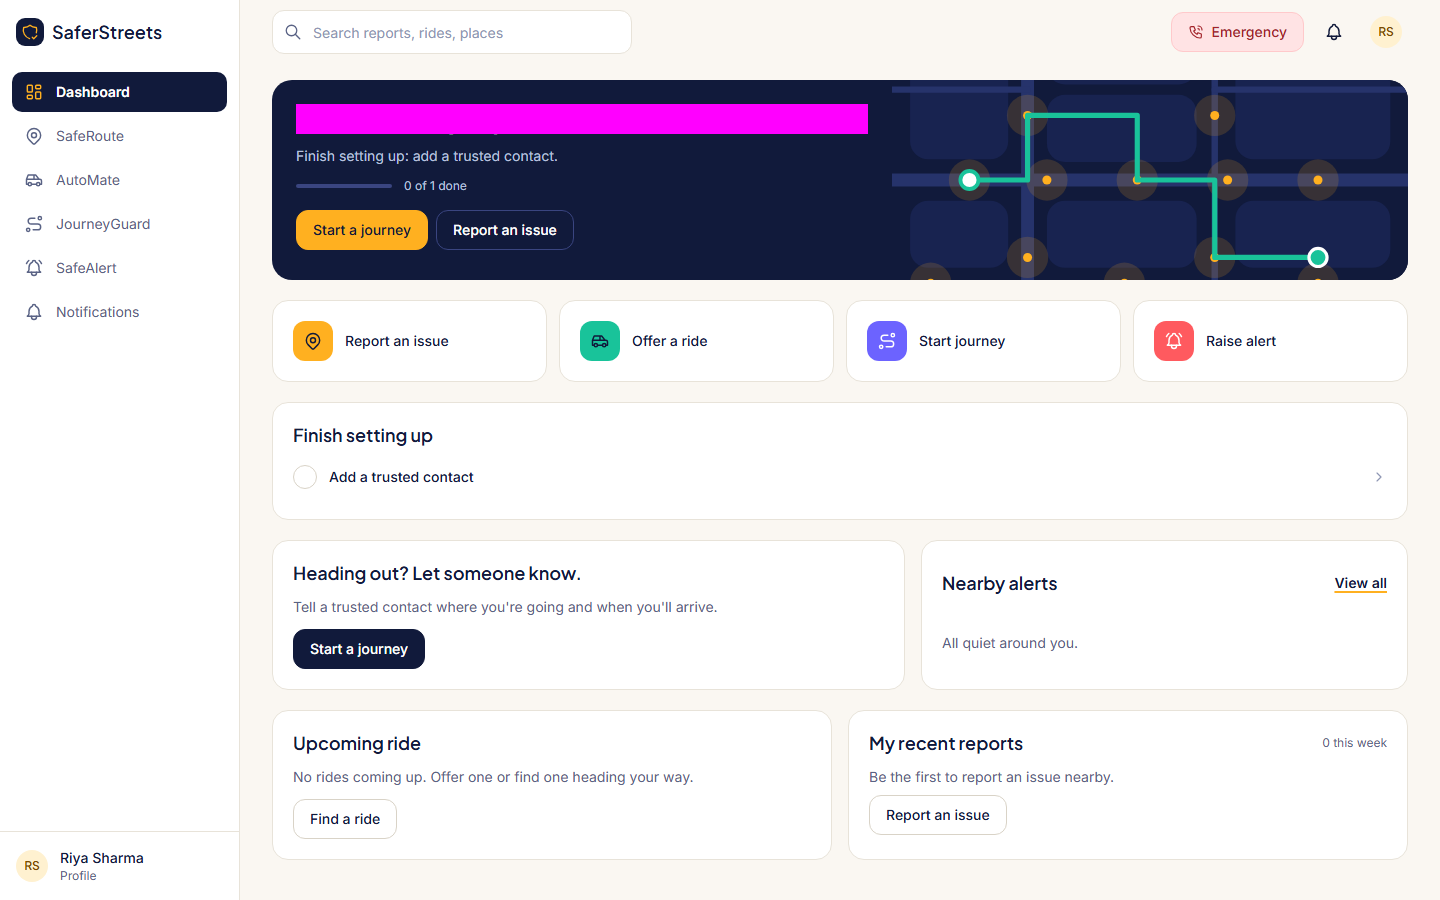 SaferStreets
Search reports, rides, places
Emergency
RS
Dashboard
SafeRoute
AutoMate
JourneyGuard
SafeAlert
Notifications
Finish setting up: add a trusted contact.
0 of 1 done
Start a journey
Report an issue
Report an issue
Offer a ride
Start journey
Raise alert
Finish setting up
Add a trusted contact
Heading out? Let someone know.
Tell a trusted contact where you're going and when you'll arrive.
Start a journey
Nearby alerts
View all
All quiet around you.
Upcoming ride
No rides coming up. Offer one or find one heading your way.
Find a ride
My recent reports
0 this week
Be the first to report an issue nearby.
Report an issue
RS
Riya Sharma
Profile